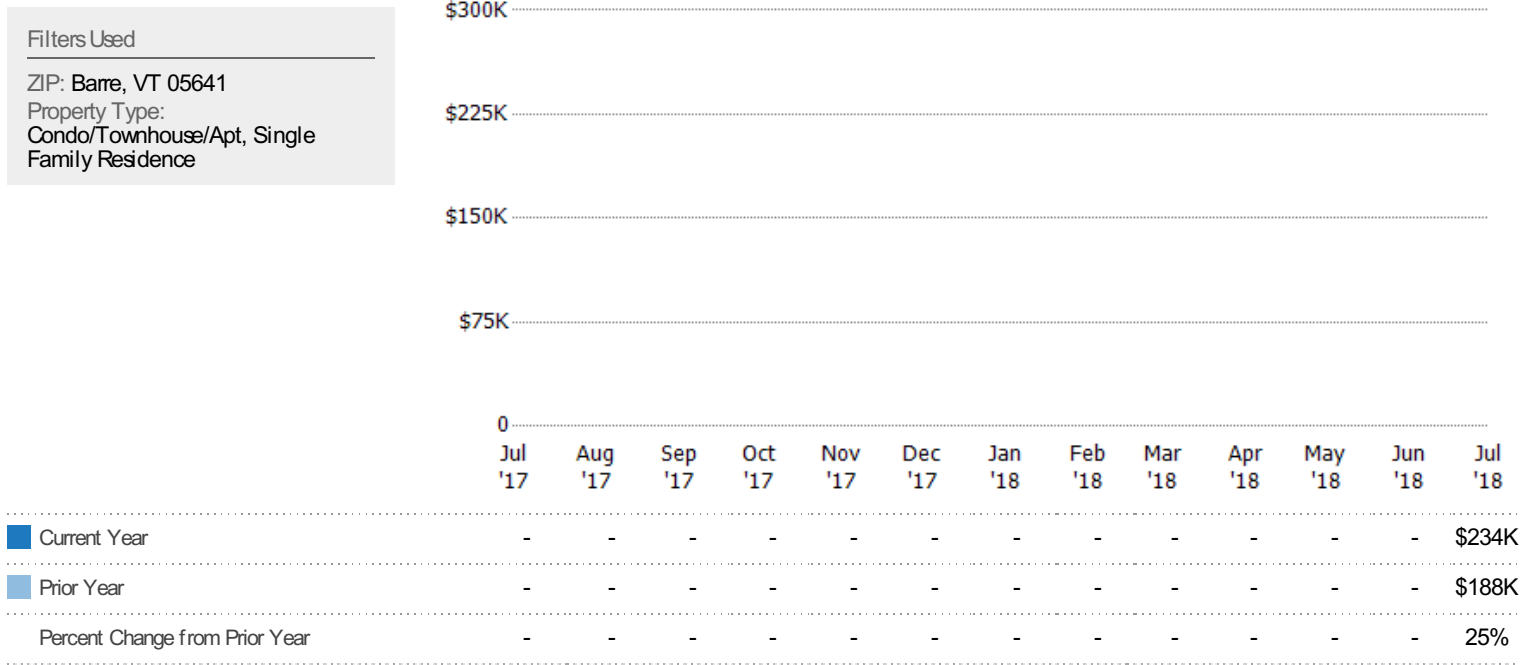 Filters Used
ZIP: Barre, VT 05641
Property Type:
Condo/Townhouse/Apt, Single
Family Residence
$300K
$225K
$150K
$75K
0
Jul Aug Sep Oct Nov Dec Jan Feb Mar Apr May Jun Jul
'17 '17 '17 '17 '17 '17 '18 '18 '18 '18 '18 '18 '18
Current Year - - - - - - - - - - - - $234K
Prior Year - - - - - - - - - - - - $188K
Percent Change from Prior Year - - - - - - - - - - - - 25%